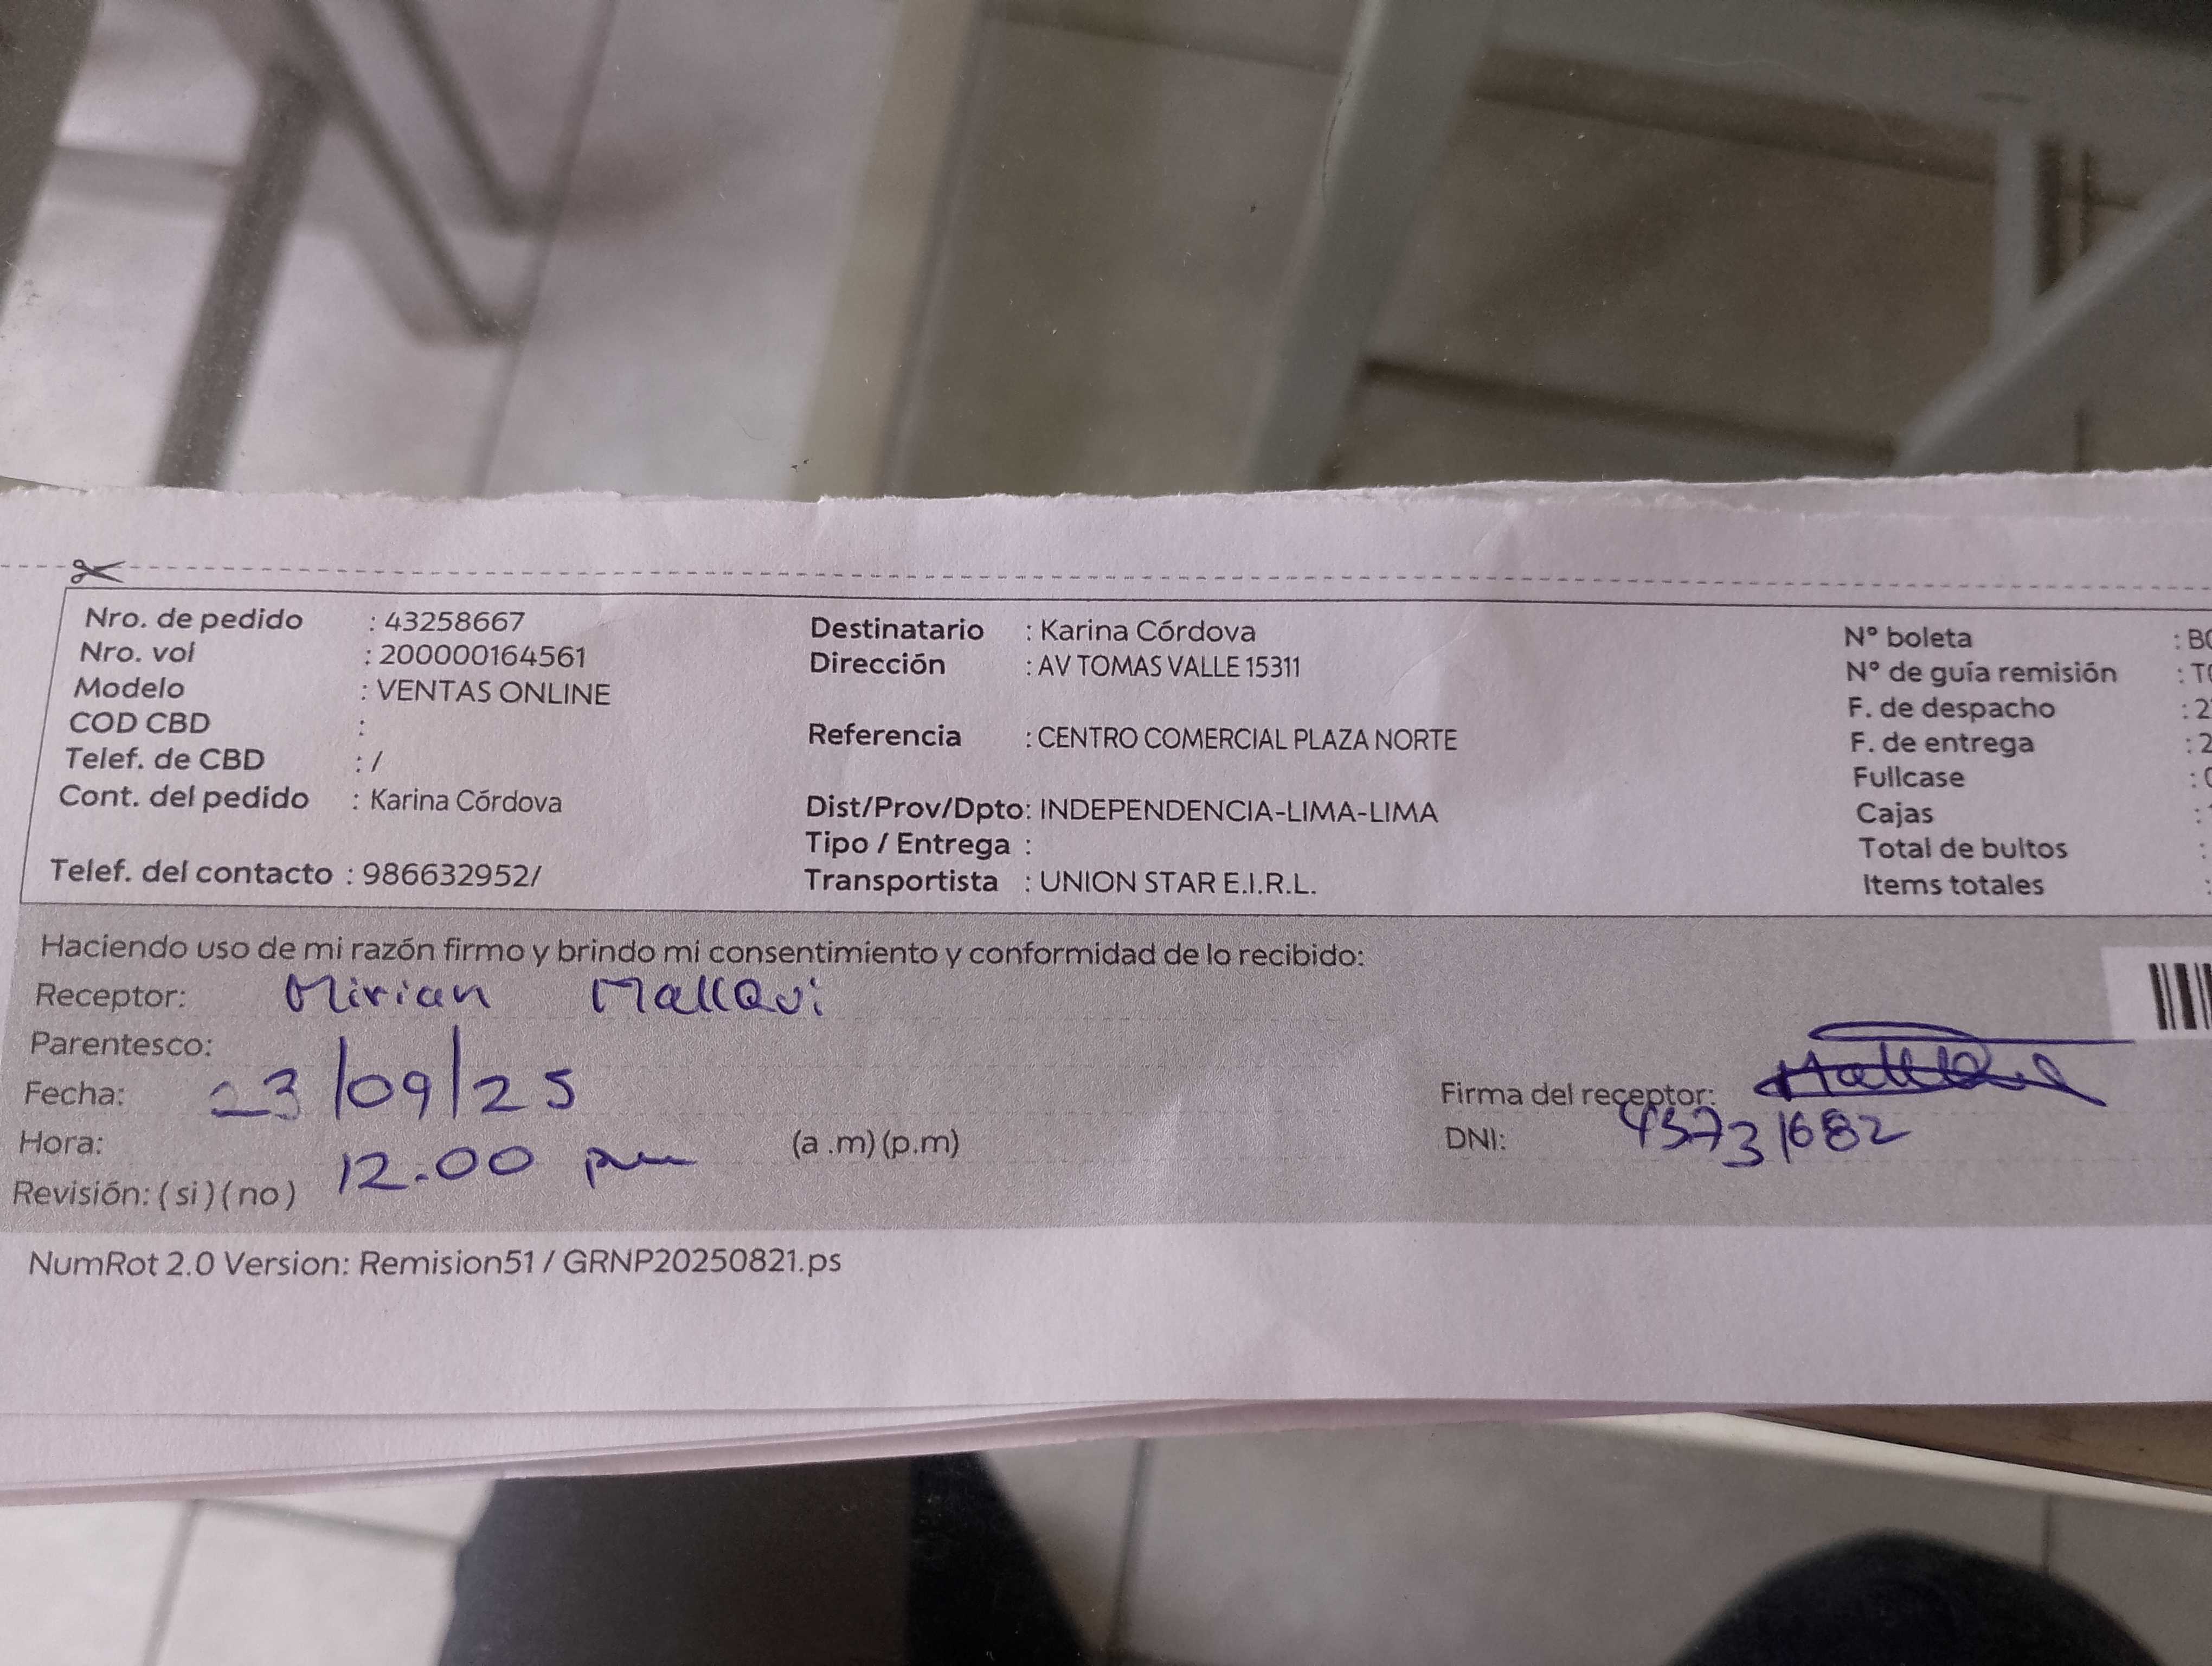 Nro. de pedido : 43258667
Nro. vol : 200000164561
Modelo : VENTAS ONLINE
COD CBD :
Telef. de CBD : /
Cont. del pedido : Karina Córdova
Telef. del contacto : 986632952/
Destinatario : Karina Córdova
Dirección : AV TOMAS VALLE 15311
Referencia : CENTRO COMERCIAL PLAZA NORTE
Dist/Prov/Dpto: INDEPENDENCIA-LIMA-LIMA
Tipo / Entrega :
Transportista : UNION STAR E.I.R.L.
N° boleta :
N° de guía remisión :
F. de despacho : 2
F. de entrega : 2
Fullcase :
Cajas :
Total de bultos :
Items totales :
Haciendo uso de mi razón firmo y brindo mi consentimiento y conformidad de lo recibido:
Receptor: Mirian Mallqui
Parentesco:
Fecha: 23/09/25
Hora: 12.00 pm (a .m) (p.m)
Revisión: ( si ) ( no )
Firma del receptor:
DNI: 45731682
NumRot 2.0 Version: Remision51 / GRNP20250821.ps